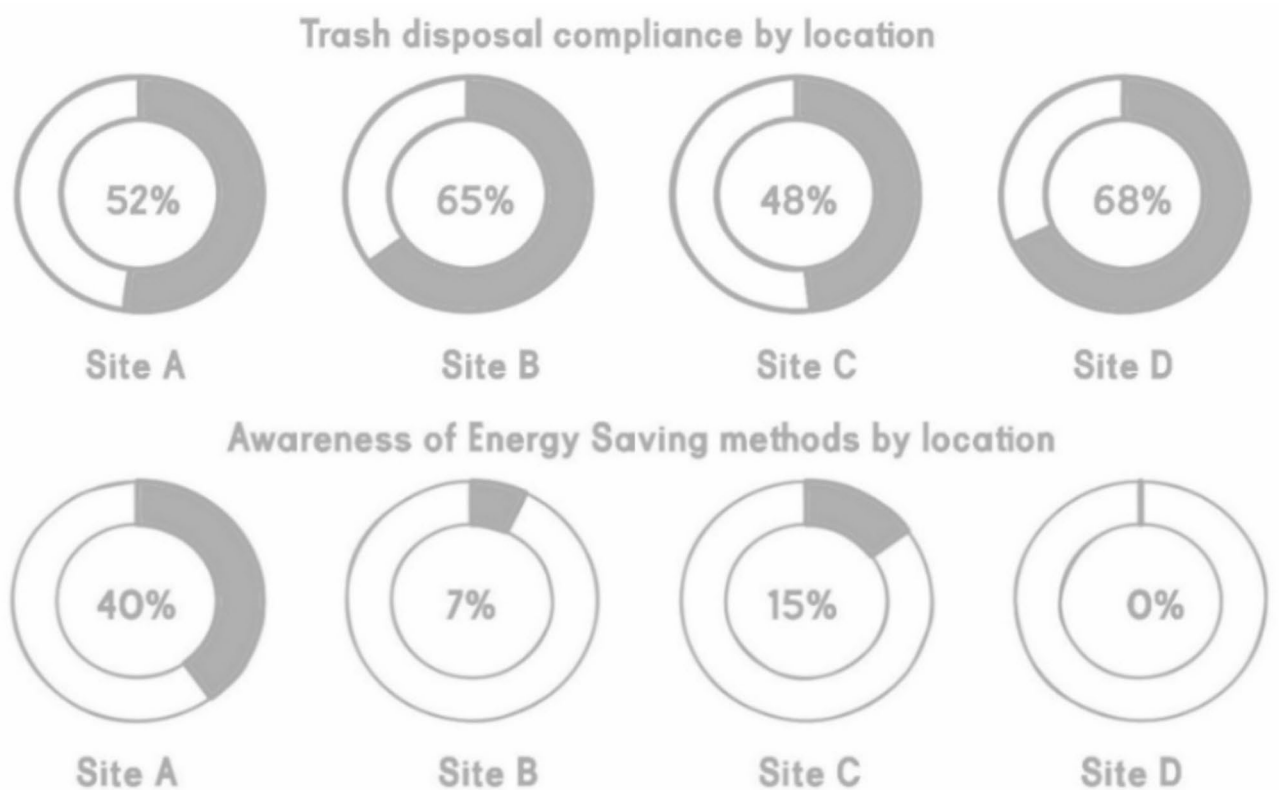 Trash disposal compliance by location
52% 65% 48% 68%
Site A Site B Site C Site D
Awareness of Energy Saving methods by location
40% 7% 15% 0%
Site A Site B Site C Site D